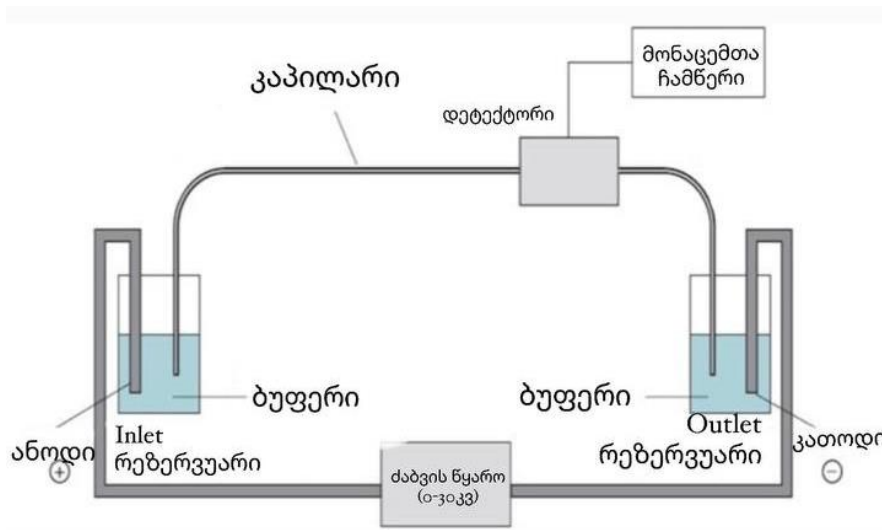 მონაცემთა
ჩამწერი
კაპილარი
დეტექტორი
ბუფერი
ბუფერი
ანოდი
Inlet
რეზერვუარი
Outlet
რეზერვუარი
კათოდი
ძაბვის წყარო
(0-30კვ)
+
−